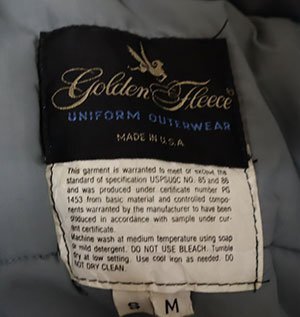 Golden Fleece®
UNIFORM OUTERWEAR
MADE IN U.S.A
This garment is warranted to meet or exceed the
standard of specification USPSUGC NO. 85 and 86
and was produced under certificate number PS
1453 from basic material and controlled compo-
nents warranted by the manufacturer to have been
produced in accordance with sample under cur-
rent certificate.
Machine wash at medium temperature using soap
or mild detergent. DO NOT BLEACH. Tumble
dry at low setting. Use cool iron as needed. DO
NOT DRY CLEAN.
S M